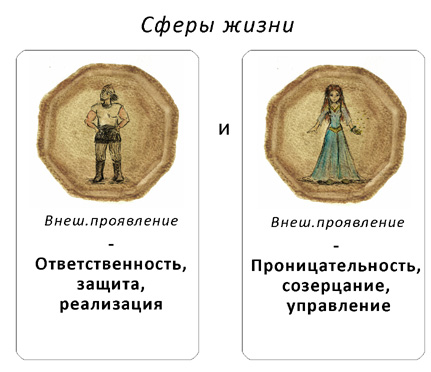 Сферы жизни
и
Внеш.проявление
-
Ответственность,
защита,
реализация
Внеш.проявление
-
Проницательность,
созерцание,
управление